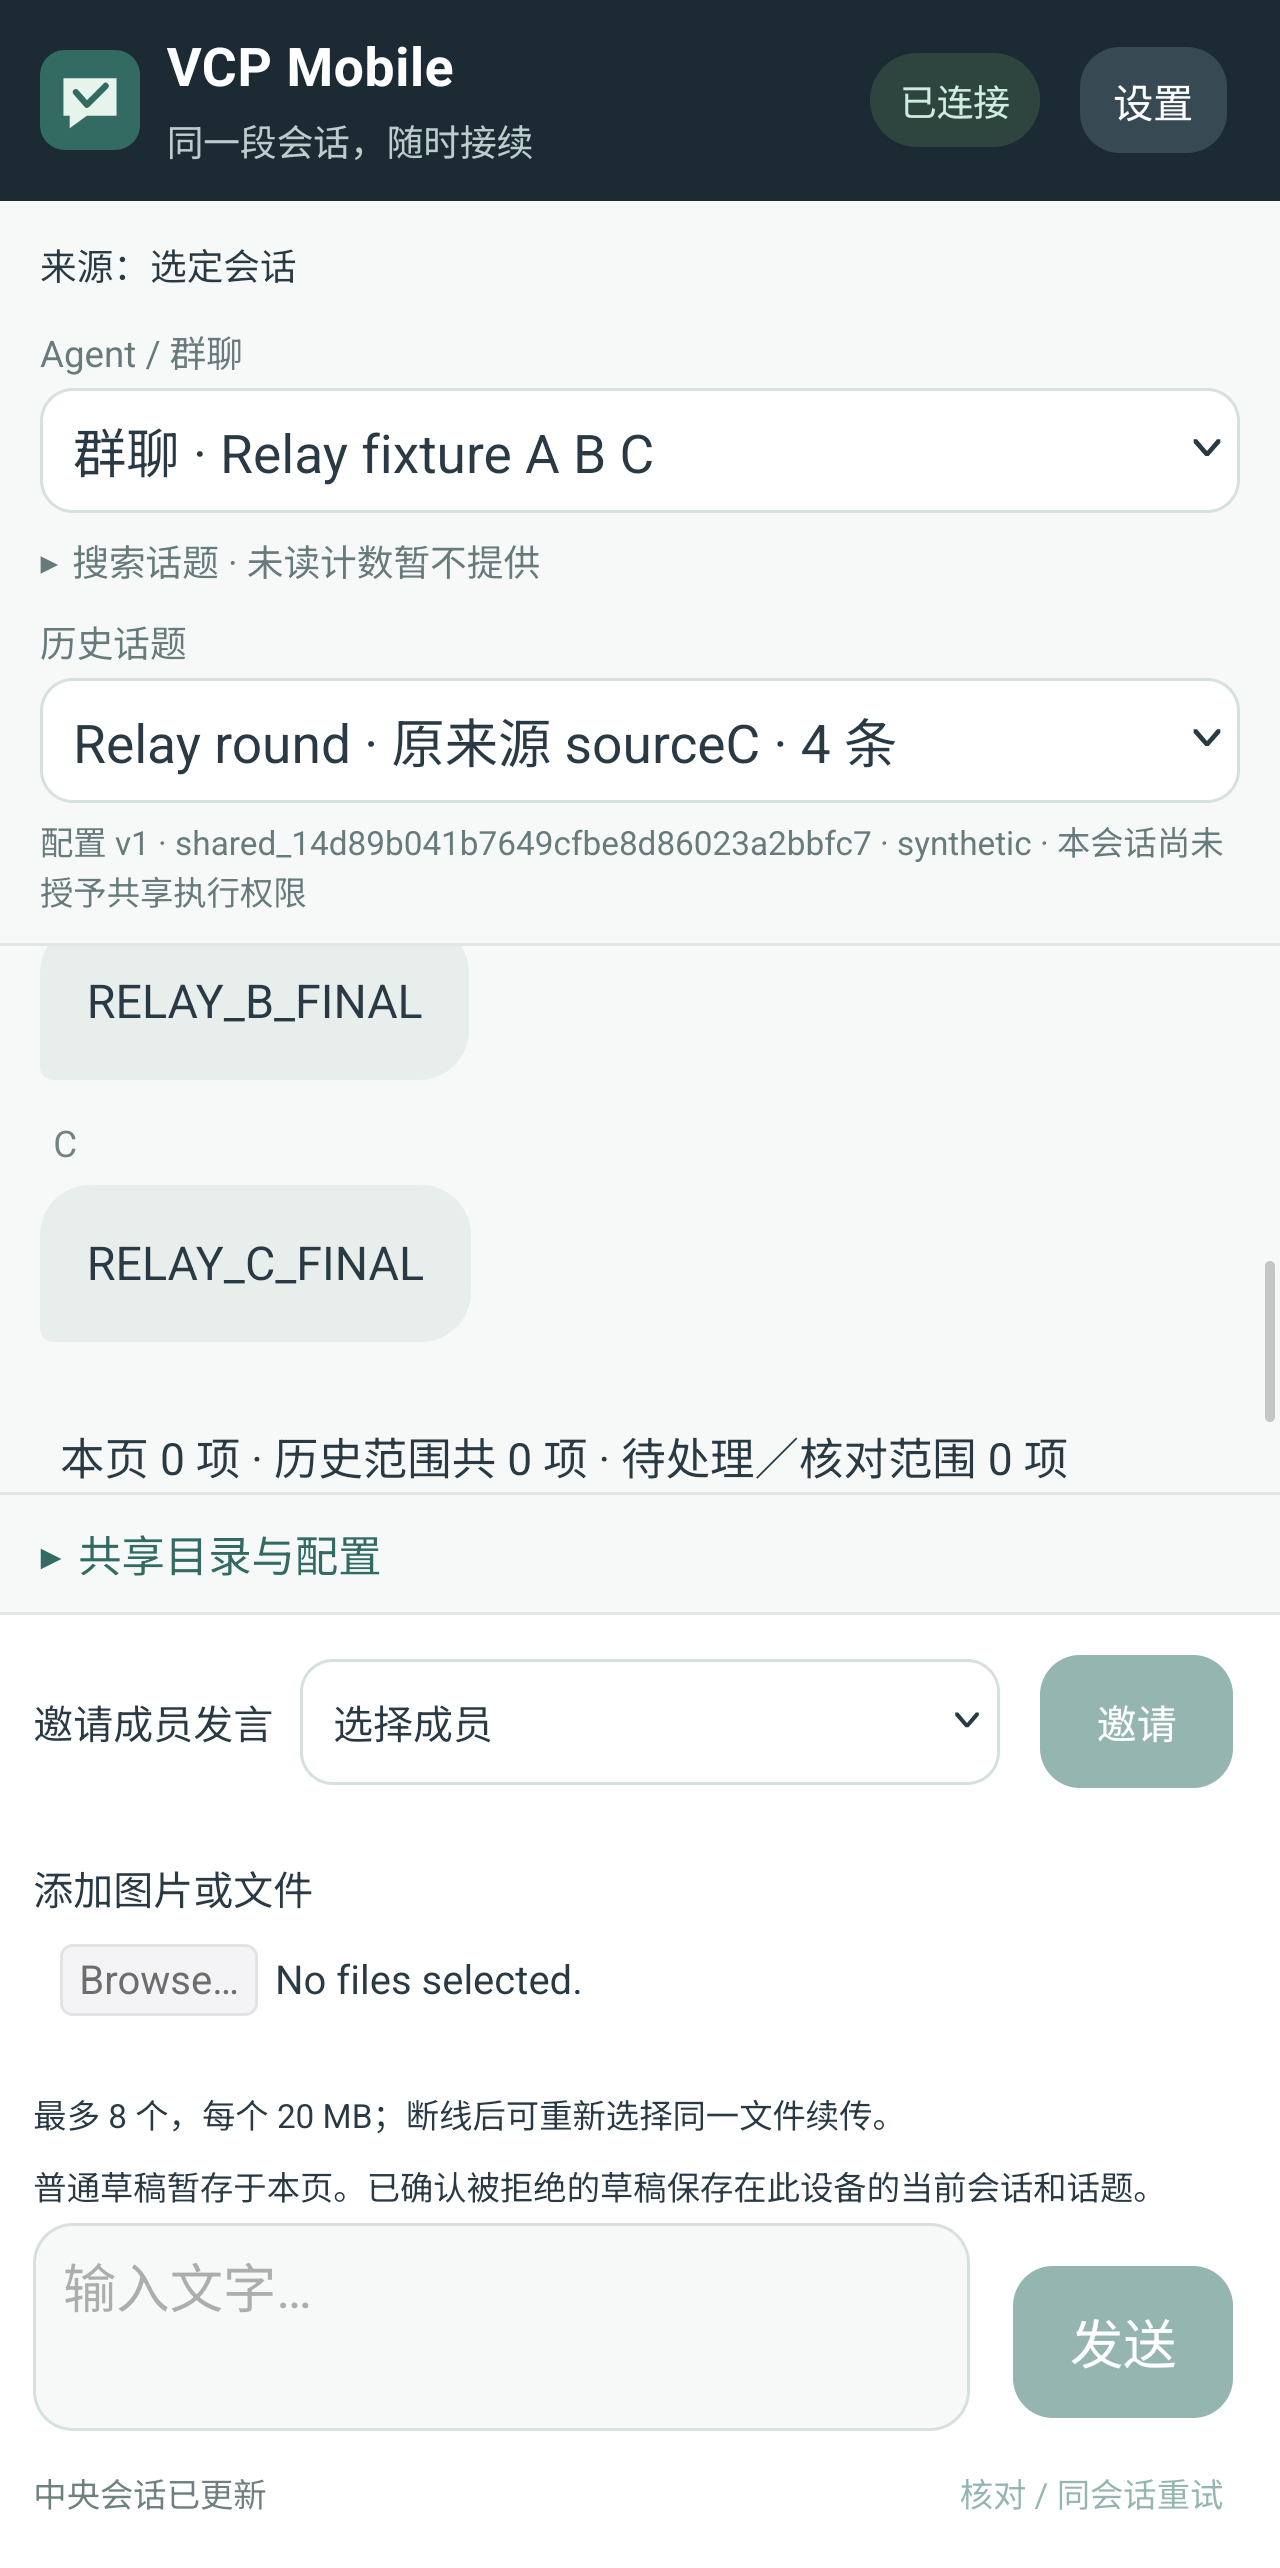 VCP Mobile
同一段会话，随时接续
已连接
设置
来源：选定会话
Agent / 群聊
群聊 · Relay fixture A B C
▸ 搜索话题 · 未读计数暂不提供
历史话题
Relay round · 原来源 sourceC · 4 条
配置 v1 · shared_14d89b041b7649cfbe8d86023a2bbfc7 · synthetic · 本会话尚未
授予共享执行权限
RELAY_B_FINAL
C
RELAY_C_FINAL
本页 0 项 · 历史范围共 0 项 · 待处理／核对范围 0 项
▸ 共享目录与配置
邀请成员发言
选择成员
邀请
添加图片或文件
Browse… No files selected.
最多 8 个，每个 20 MB；断线后可重新选择同一文件续传。
普通草稿暂存于本页。已确认被拒绝的草稿保存在此设备的当前会话和话题。
输入文字…
发送
中央会话已更新
核对 / 同会话重试